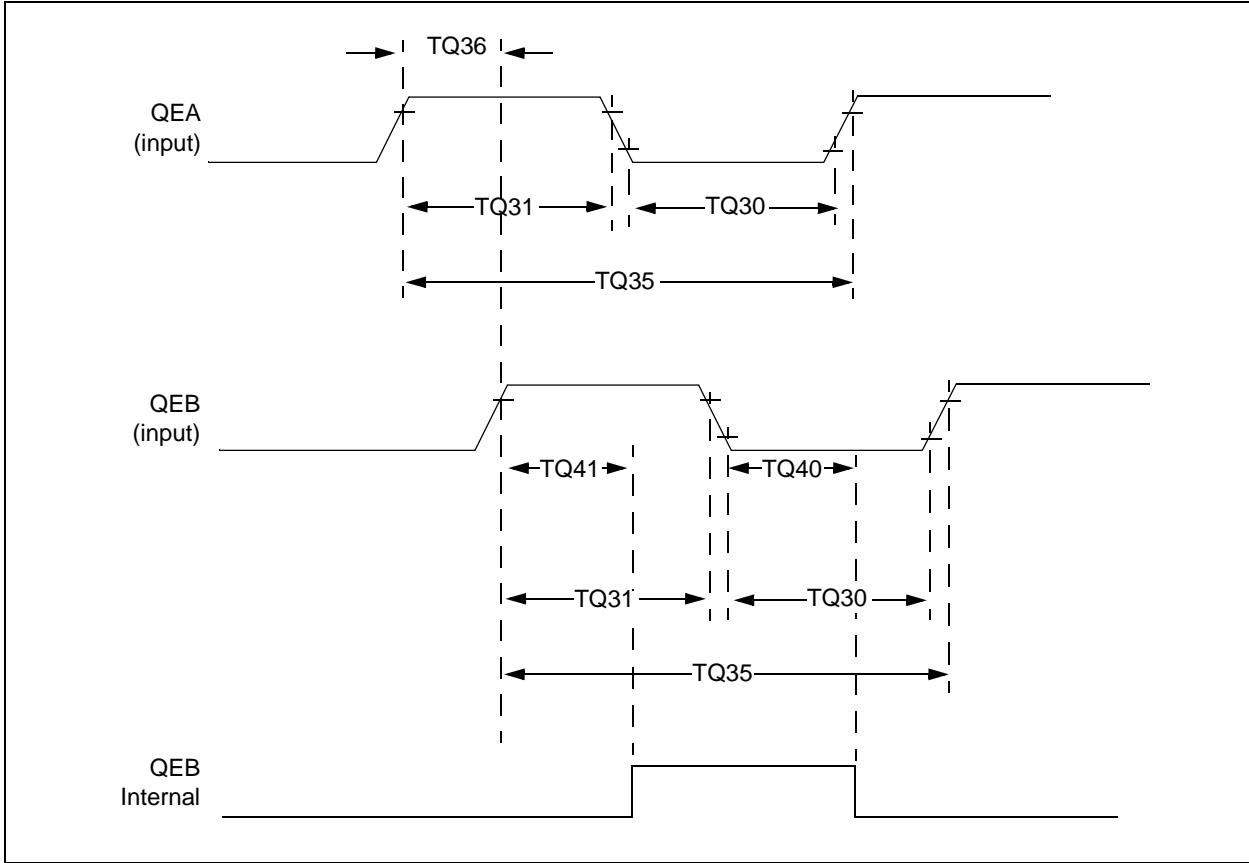 TQ36
QEA
(input)
TQ31
TQ30
TQ35
QEB
(input)
TQ41
TQ40
TQ31
TQ30
TQ35
QEB
Internal